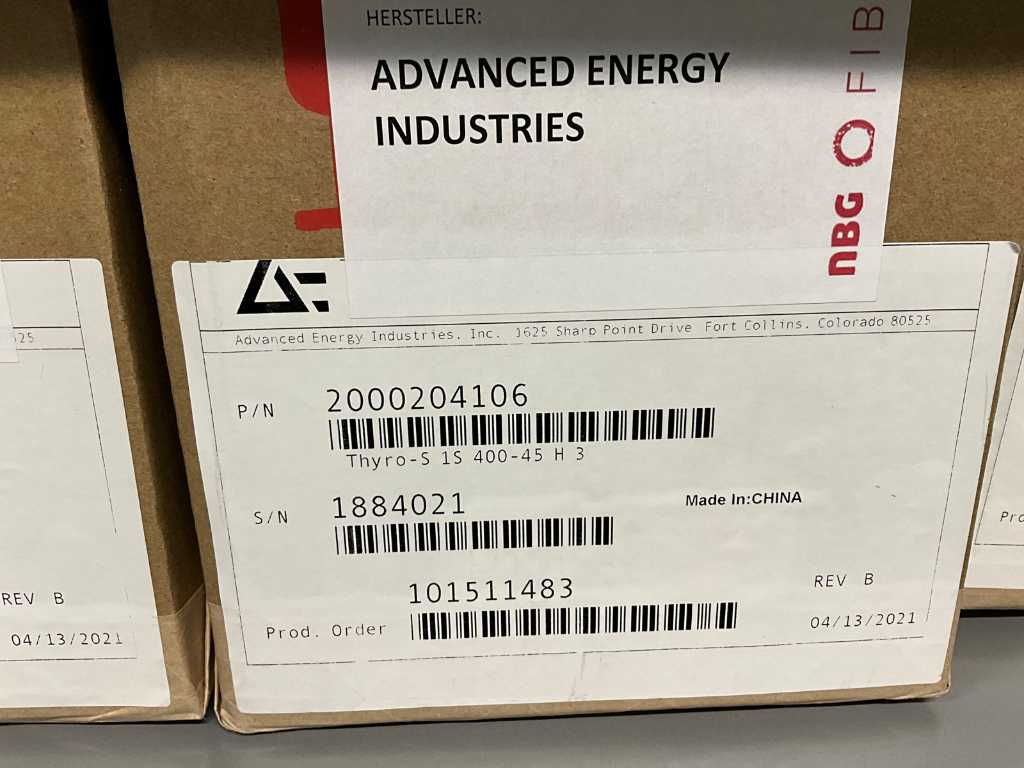 HERSTELLER:
ADVANCED ENERGY
INDUSTRIES
nBG FIB
Advanced Energy Industries, Inc. 1625 Sharp Point Drive Fort Collins, Colorado 80525
P/N 2000204106
Thyro-S 1S 400-45 H 3
S/N 1884021
Made In:CHINA
101511483
Prod. Order
REV B
04/13/2021
525
REV B
04/13/2021
Pro